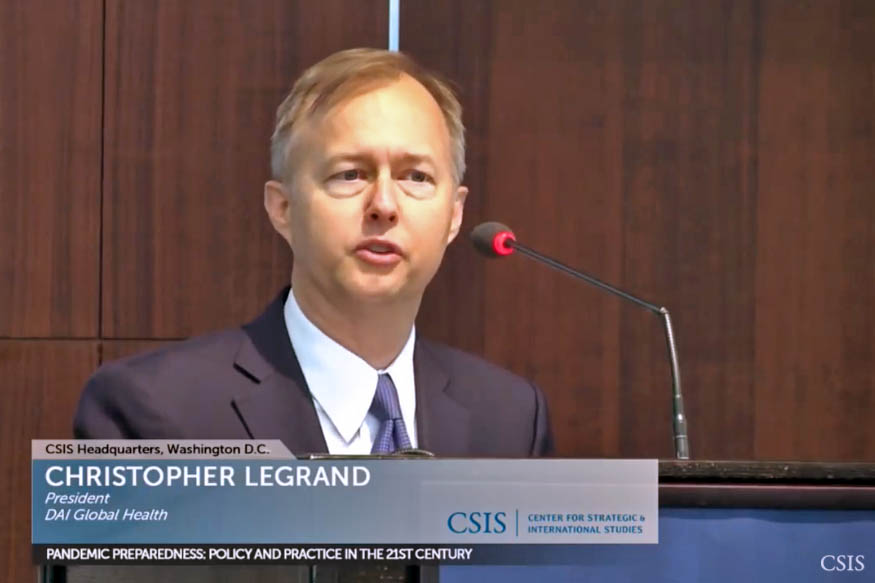 CSIS Headquarters, Washington D.C.
CHRISTOPHER LEGRAND
President
DAI Global Health
CSIS
CENTER FOR STRATEGIC &
INTERNATIONAL STUDIES
PANDEMIC PREPAREDNESS: POLICY AND PRACTICE IN THE 21ST CENTURY
CSIS